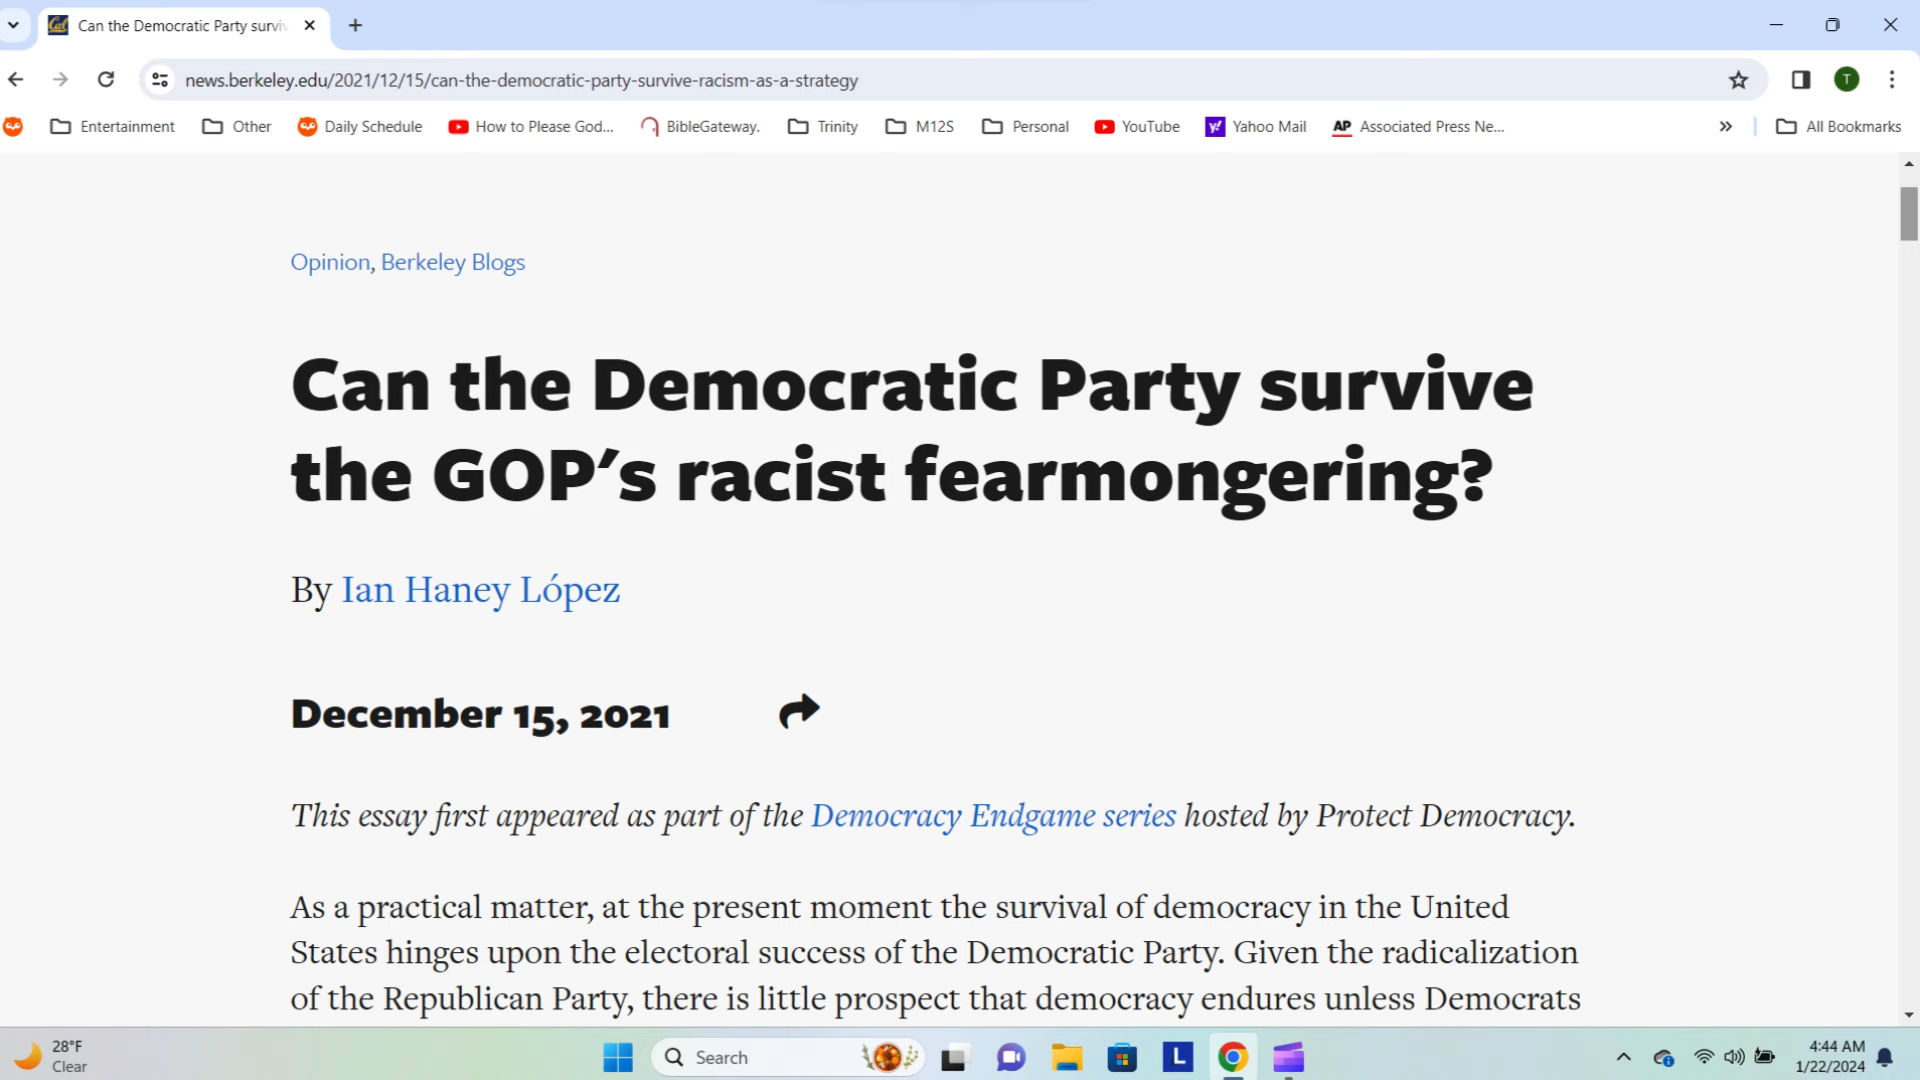 Can the Democratic Party surviv
news.berkeley.edu/2021/12/15/can-the-democratic-party-survive-racism-as-a-strategy
T
Entertainment
Other
Daily Schedule
How to Please God...
BibleGateway.
Trinity
M12S
Personal
YouTube
Yahoo Mail
AP Associated Press Ne...
All Bookmarks
Opinion, Berkeley Blogs
Can the Democratic Party survive
the GOP's racist fearmongering?
By Ian Haney López
December 15, 2021
This essay first appeared as part of the Democracy Endgame series hosted by Protect Democracy.
As a practical matter, at the present moment the survival of democracy in the United
States hinges upon the electoral success of the Democratic Party. Given the radicalization
of the Republican Party, there is little prospect that democracy endures unless Democrats
28°F
Clear
Search
L
4:44 AM
1/22/2024